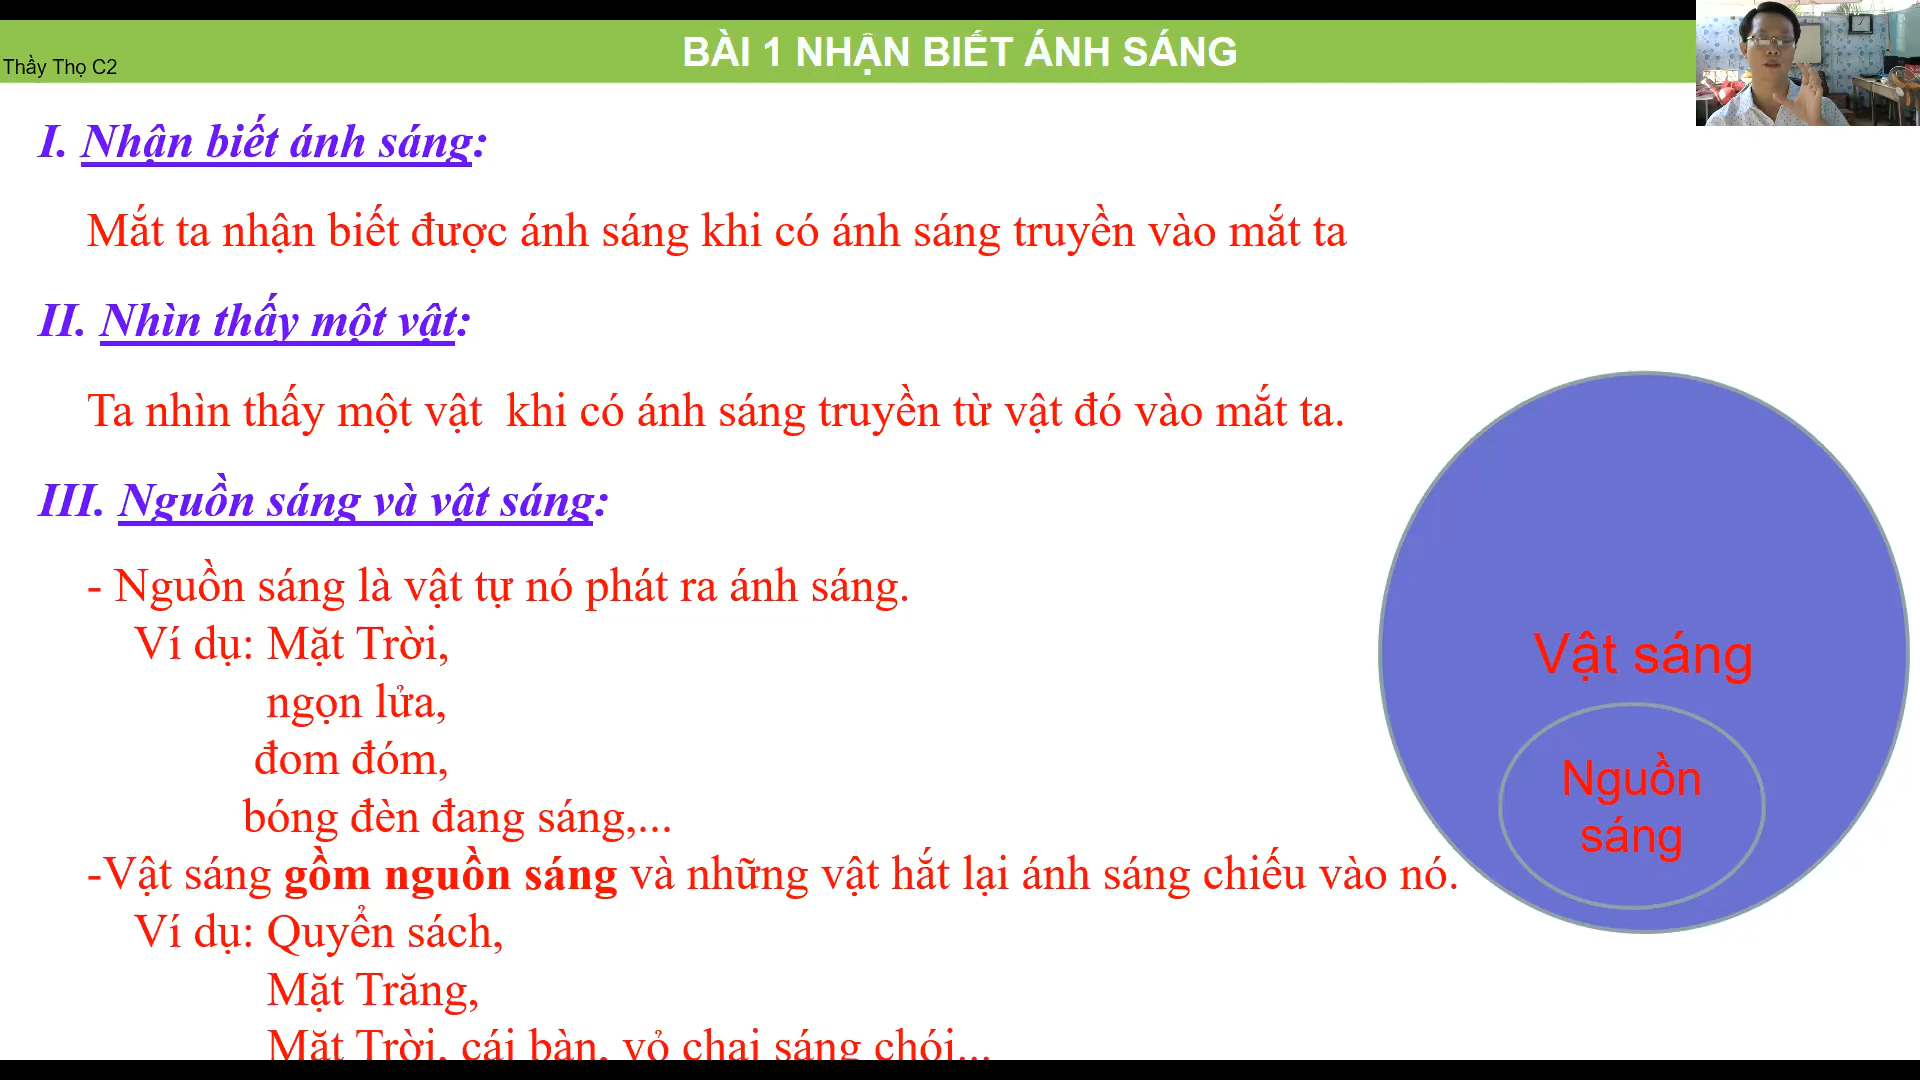 BÀI 1 NHẬN BIẾT ÁNH SÁNG
Thầy Thọ C2
I. Nhận biết ánh sáng:
Mắt ta nhận biết được ánh sáng khi có ánh sáng truyền vào mắt ta
II. Nhìn thấy một vật:
Ta nhìn thấy một vật khi có ánh sáng truyền từ vật đó vào mắt ta.
III. Nguồn sáng và vật sáng:
- Nguồn sáng là vật tự nó phát ra ánh sáng.
Ví dụ: Mặt Trời,
ngọn lửa,
đom đóm,
bóng đèn đang sáng,...
-Vật sáng gồm nguồn sáng và những vật hắt lại ánh sáng chiếu vào nó.
Ví dụ: Quyển sách,
Mặt Trăng,
Mặt Trời, cái bàn, vỏ chai sáng chói...
Vật sáng
Nguồn
sáng